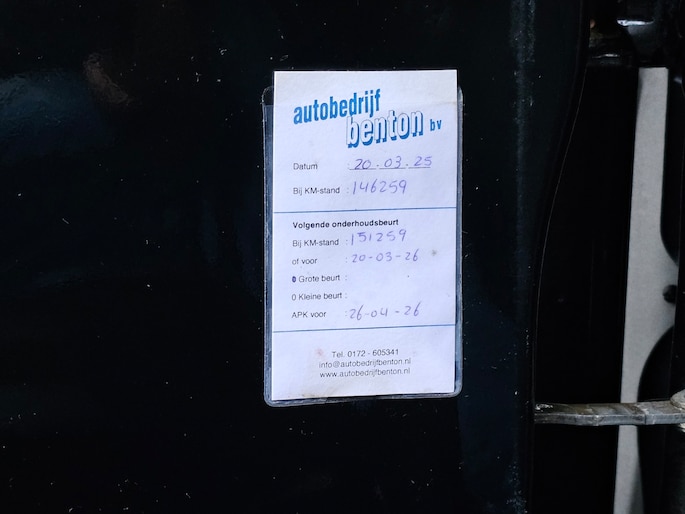 autobedrijf
benton bv
Datum : 20.03.25
Bij KM-stand : 146259
Volgende onderhoudsbeurt
Bij KM-stand : 151259
of voor : 20-03-26
0 Grote beurt :
0 Kleine beurt :
APK voor : 26-04-26
Tel. 0172 - 605341
info@autobedrijfbenton.nl
www.autobedrijfbenton.nl